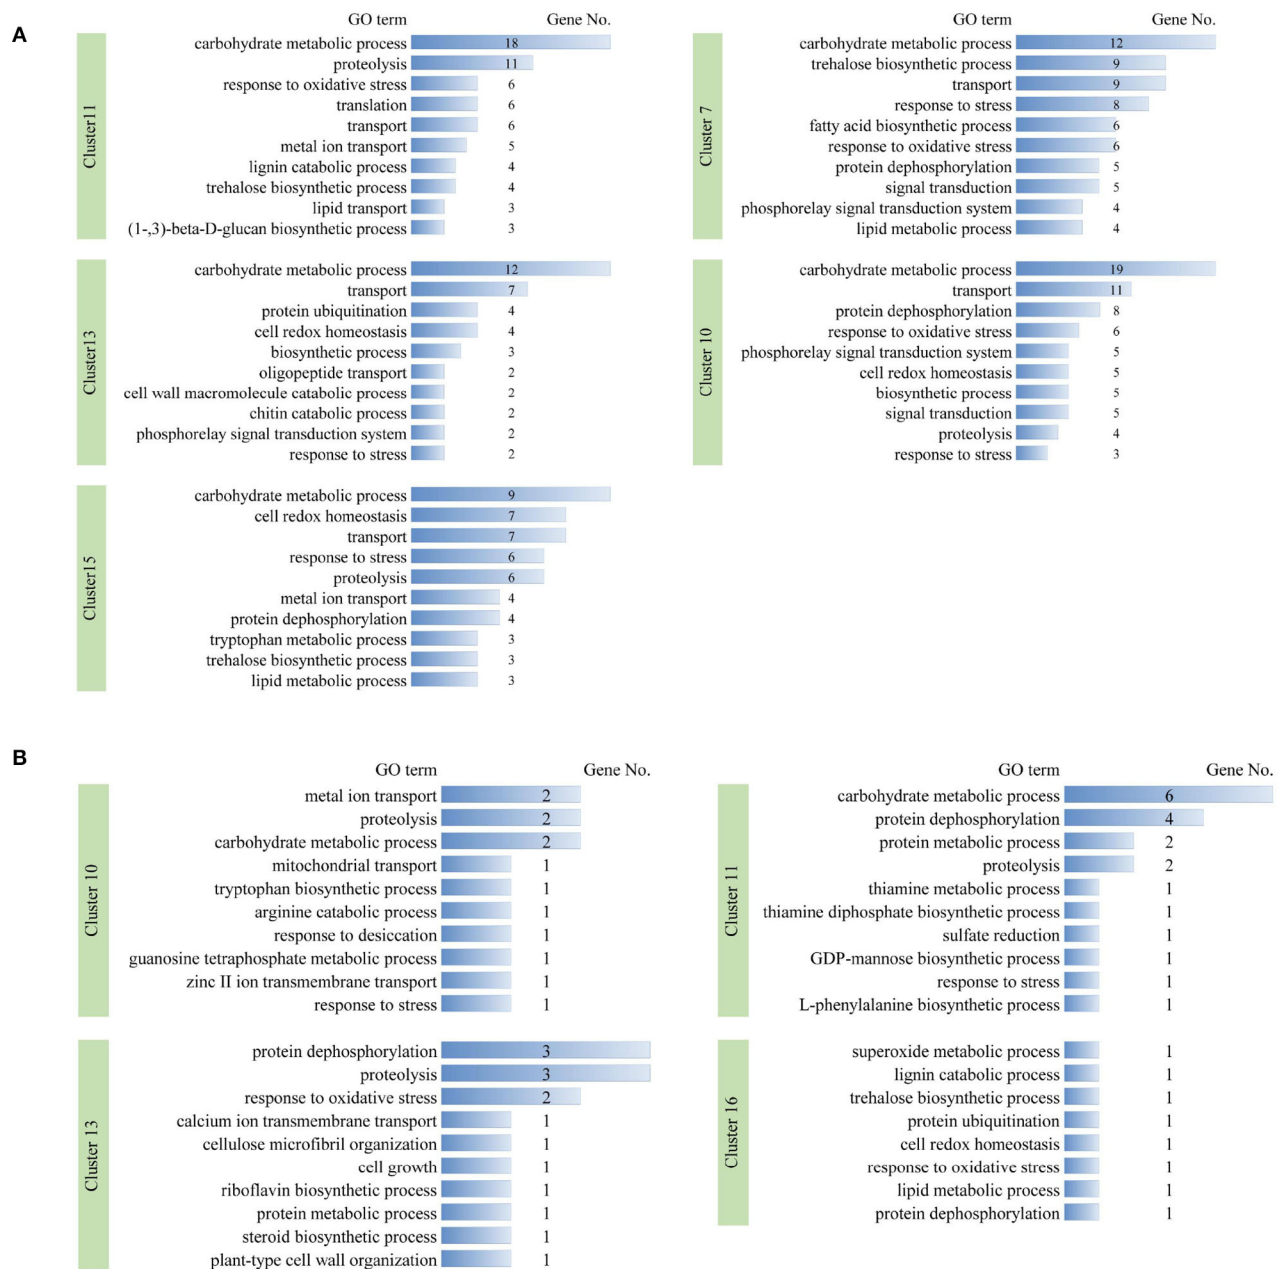 A
GO term Gene No.
Cluster11
carbohydrate metabolic process 18
proteolysis 11
response to oxidative stress 6
translation 6
transport 6
metal ion transport 5
lignin catabolic process 4
trehalose biosynthetic process 4
lipid transport 3
(1-,3)-beta-D-glucan biosynthetic process 3
Cluster13
carbohydrate metabolic process 12
transport 7
protein ubiquitination 4
cell redox homeostasis 4
biosynthetic process 3
oligopeptide transport 2
cell wall macromolecule catabolic process 2
chitin catabolic process 2
phosphorelay signal transduction system 2
response to stress 2
Cluster15
carbohydrate metabolic process 9
cell redox homeostasis 7
transport 7
response to stress 6
proteolysis 6
metal ion transport 4
protein dephosphorylation 4
tryptophan metabolic process 3
trehalose biosynthetic process 3
lipid metabolic process 3
GO term Gene No.
Cluster 7
carbohydrate metabolic process 12
trehalose biosynthetic process 9
transport 9
response to stress 8
fatty acid biosynthetic process 6
response to oxidative stress 6
protein dephosphorylation 5
signal transduction 5
phosphorelay signal transduction system 4
lipid metabolic process 4
Cluster 10
carbohydrate metabolic process 19
transport 11
protein dephosphorylation 8
response to oxidative stress 6
phosphorelay signal transduction system 5
cell redox homeostasis 5
biosynthetic process 5
signal transduction 5
proteolysis 4
response to stress 3
B
GO term Gene No.
Cluster 10
metal ion transport 2
proteolysis 2
carbohydrate metabolic process 2
mitochondrial transport 1
tryptophan biosynthetic process 1
arginine catabolic process 1
response to desiccation 1
guanosine tetraphosphate metabolic process 1
zinc II ion transmembrane transport 1
response to stress 1
Cluster 13
protein dephosphorylation 3
proteolysis 3
response to oxidative stress 2
calcium ion transmembrane transport 1
cellulose microfibril organization 1
cell growth 1
riboflavin biosynthetic process 1
protein metabolic process 1
steroid biosynthetic process 1
plant-type cell wall organization 1
GO term Gene No.
Cluster 11
carbohydrate metabolic process 6
protein dephosphorylation 4
protein metabolic process 2
proteolysis 2
thiamine metabolic process 1
thiamine diphosphate biosynthetic process 1
sulfate reduction 1
GDP-mannose biosynthetic process 1
response to stress 1
L-phenylalanine biosynthetic process 1
Cluster 16
superoxide metabolic process 1
lignin catabolic process 1
trehalose biosynthetic process 1
protein ubiquitination 1
cell redox homeostasis 1
response to oxidative stress 1
lipid metabolic process 1
protein dephosphorylation 1